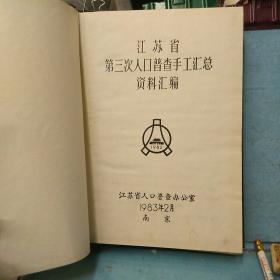 江苏省
第三次人口普查手工汇总
资料汇编
1982
江苏省人口普查办公室
1983年2月
南京